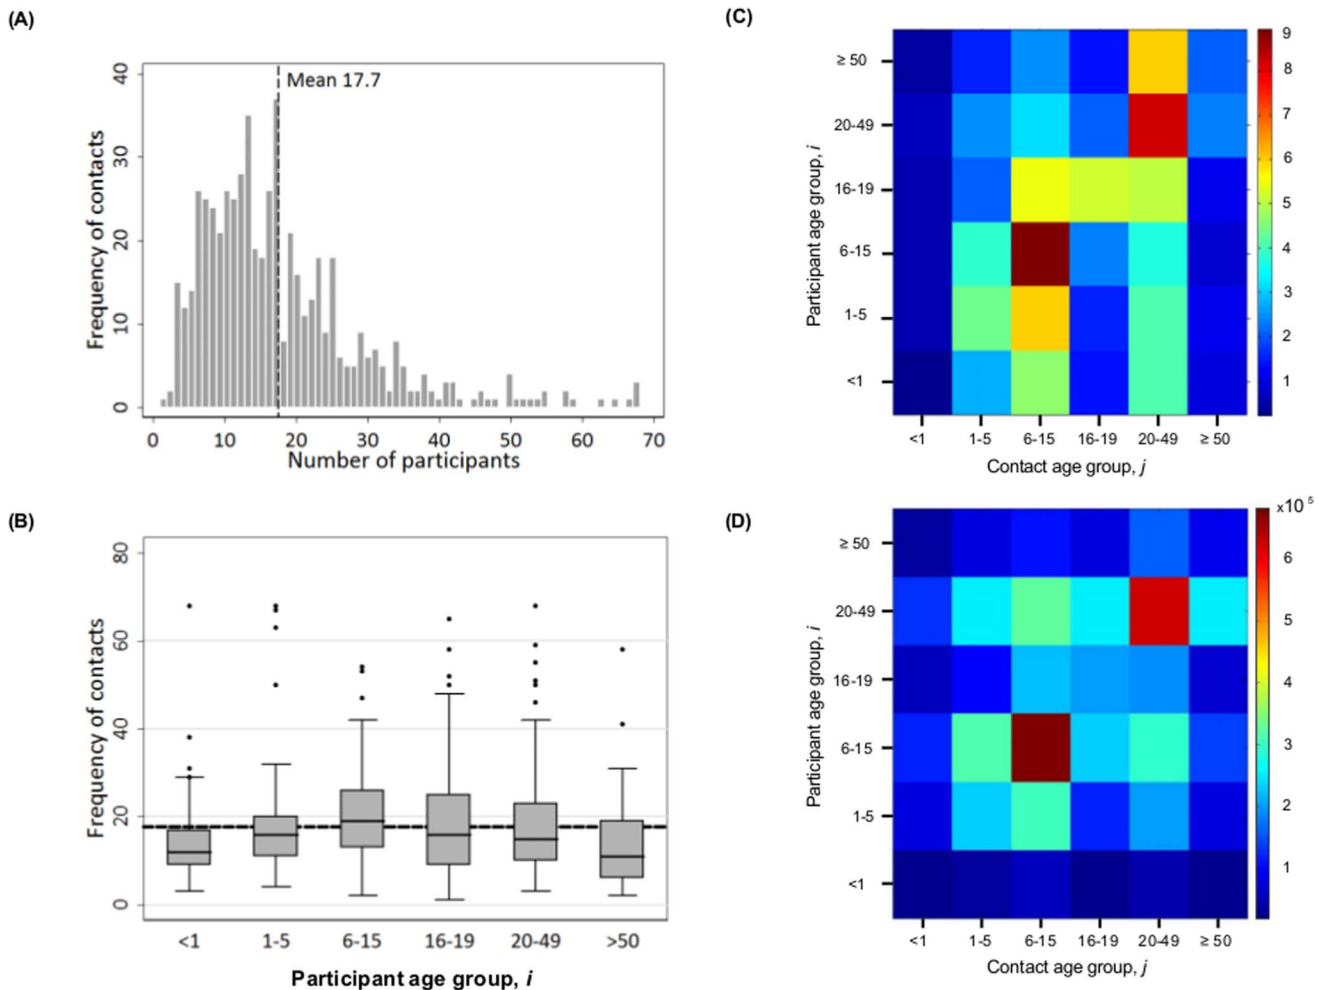 (A)
Mean 17.7
Frequency of contacts
40
30
20
10
0
0 10 20 30 40 50 60 70
Number of participants
(B)
Frequency of contacts
80
60
40
20
0
<1 1-5 6-15 16-19 20-49 >50
Participant age group, i
(C)
Participant age group, i
≥ 50
20-49
16-19
6-15
1-5
<1
<1 1-5 6-15 16-19 20-49 ≥ 50
Contact age group, j
9
8
7
6
5
4
3
2
1
(D)
Participant age group, i
≥ 50
20-49
16-19
6-15
1-5
<1
<1 1-5 6-15 16-19 20-49 ≥ 50
Contact age group, j
x10 5
6
5
4
3
2
1